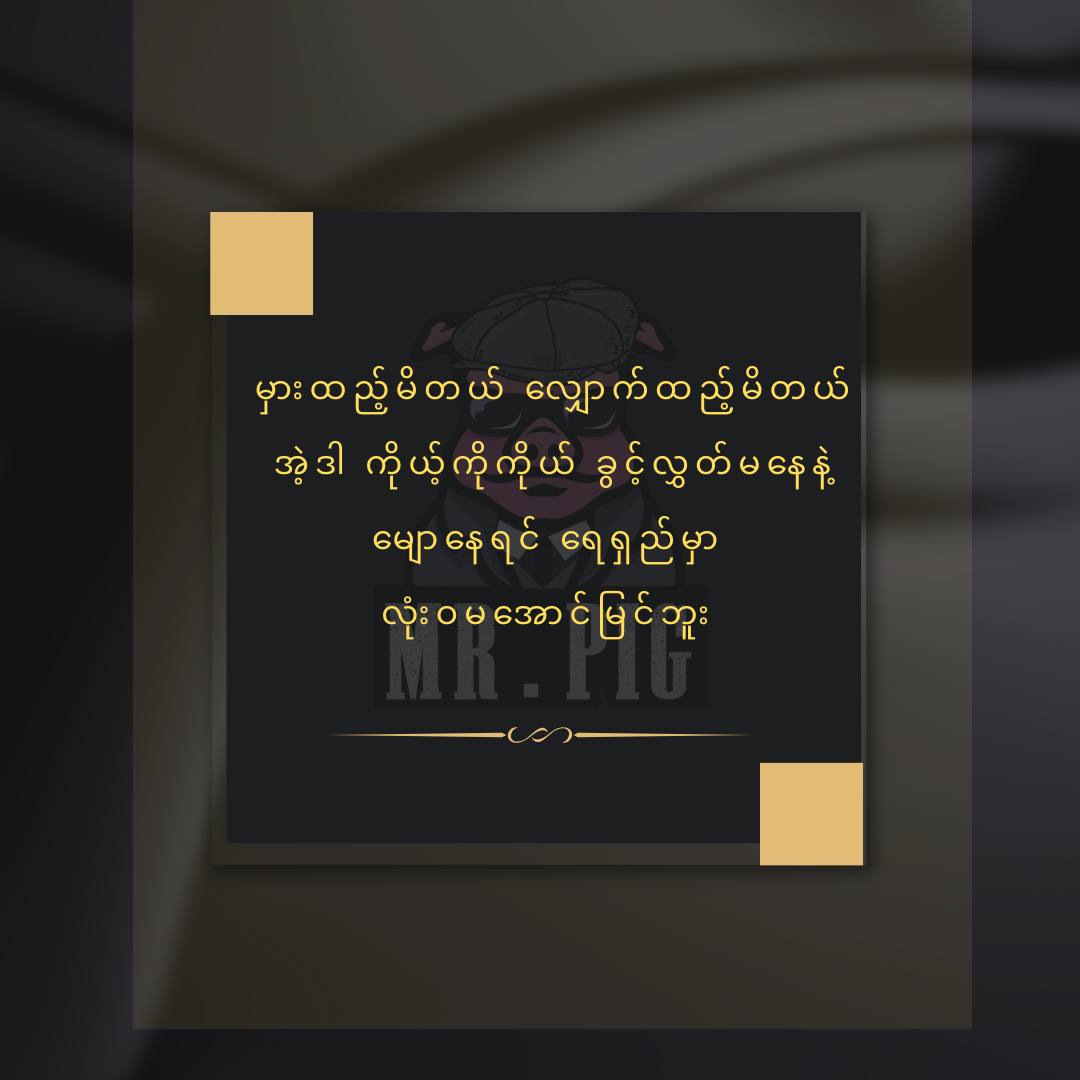 မှားထည့်မိတယ် လျှောက်ထည့်မိတယ်
အဲ့ဒါ ကိုယ့်ကိုကိုယ် ခွင့်လွှတ်မနေနဲ့
မျောနေရင် ရေရှည်မှာ
လုံးဝမအောင်မြင်ဘူး
MR. PIG